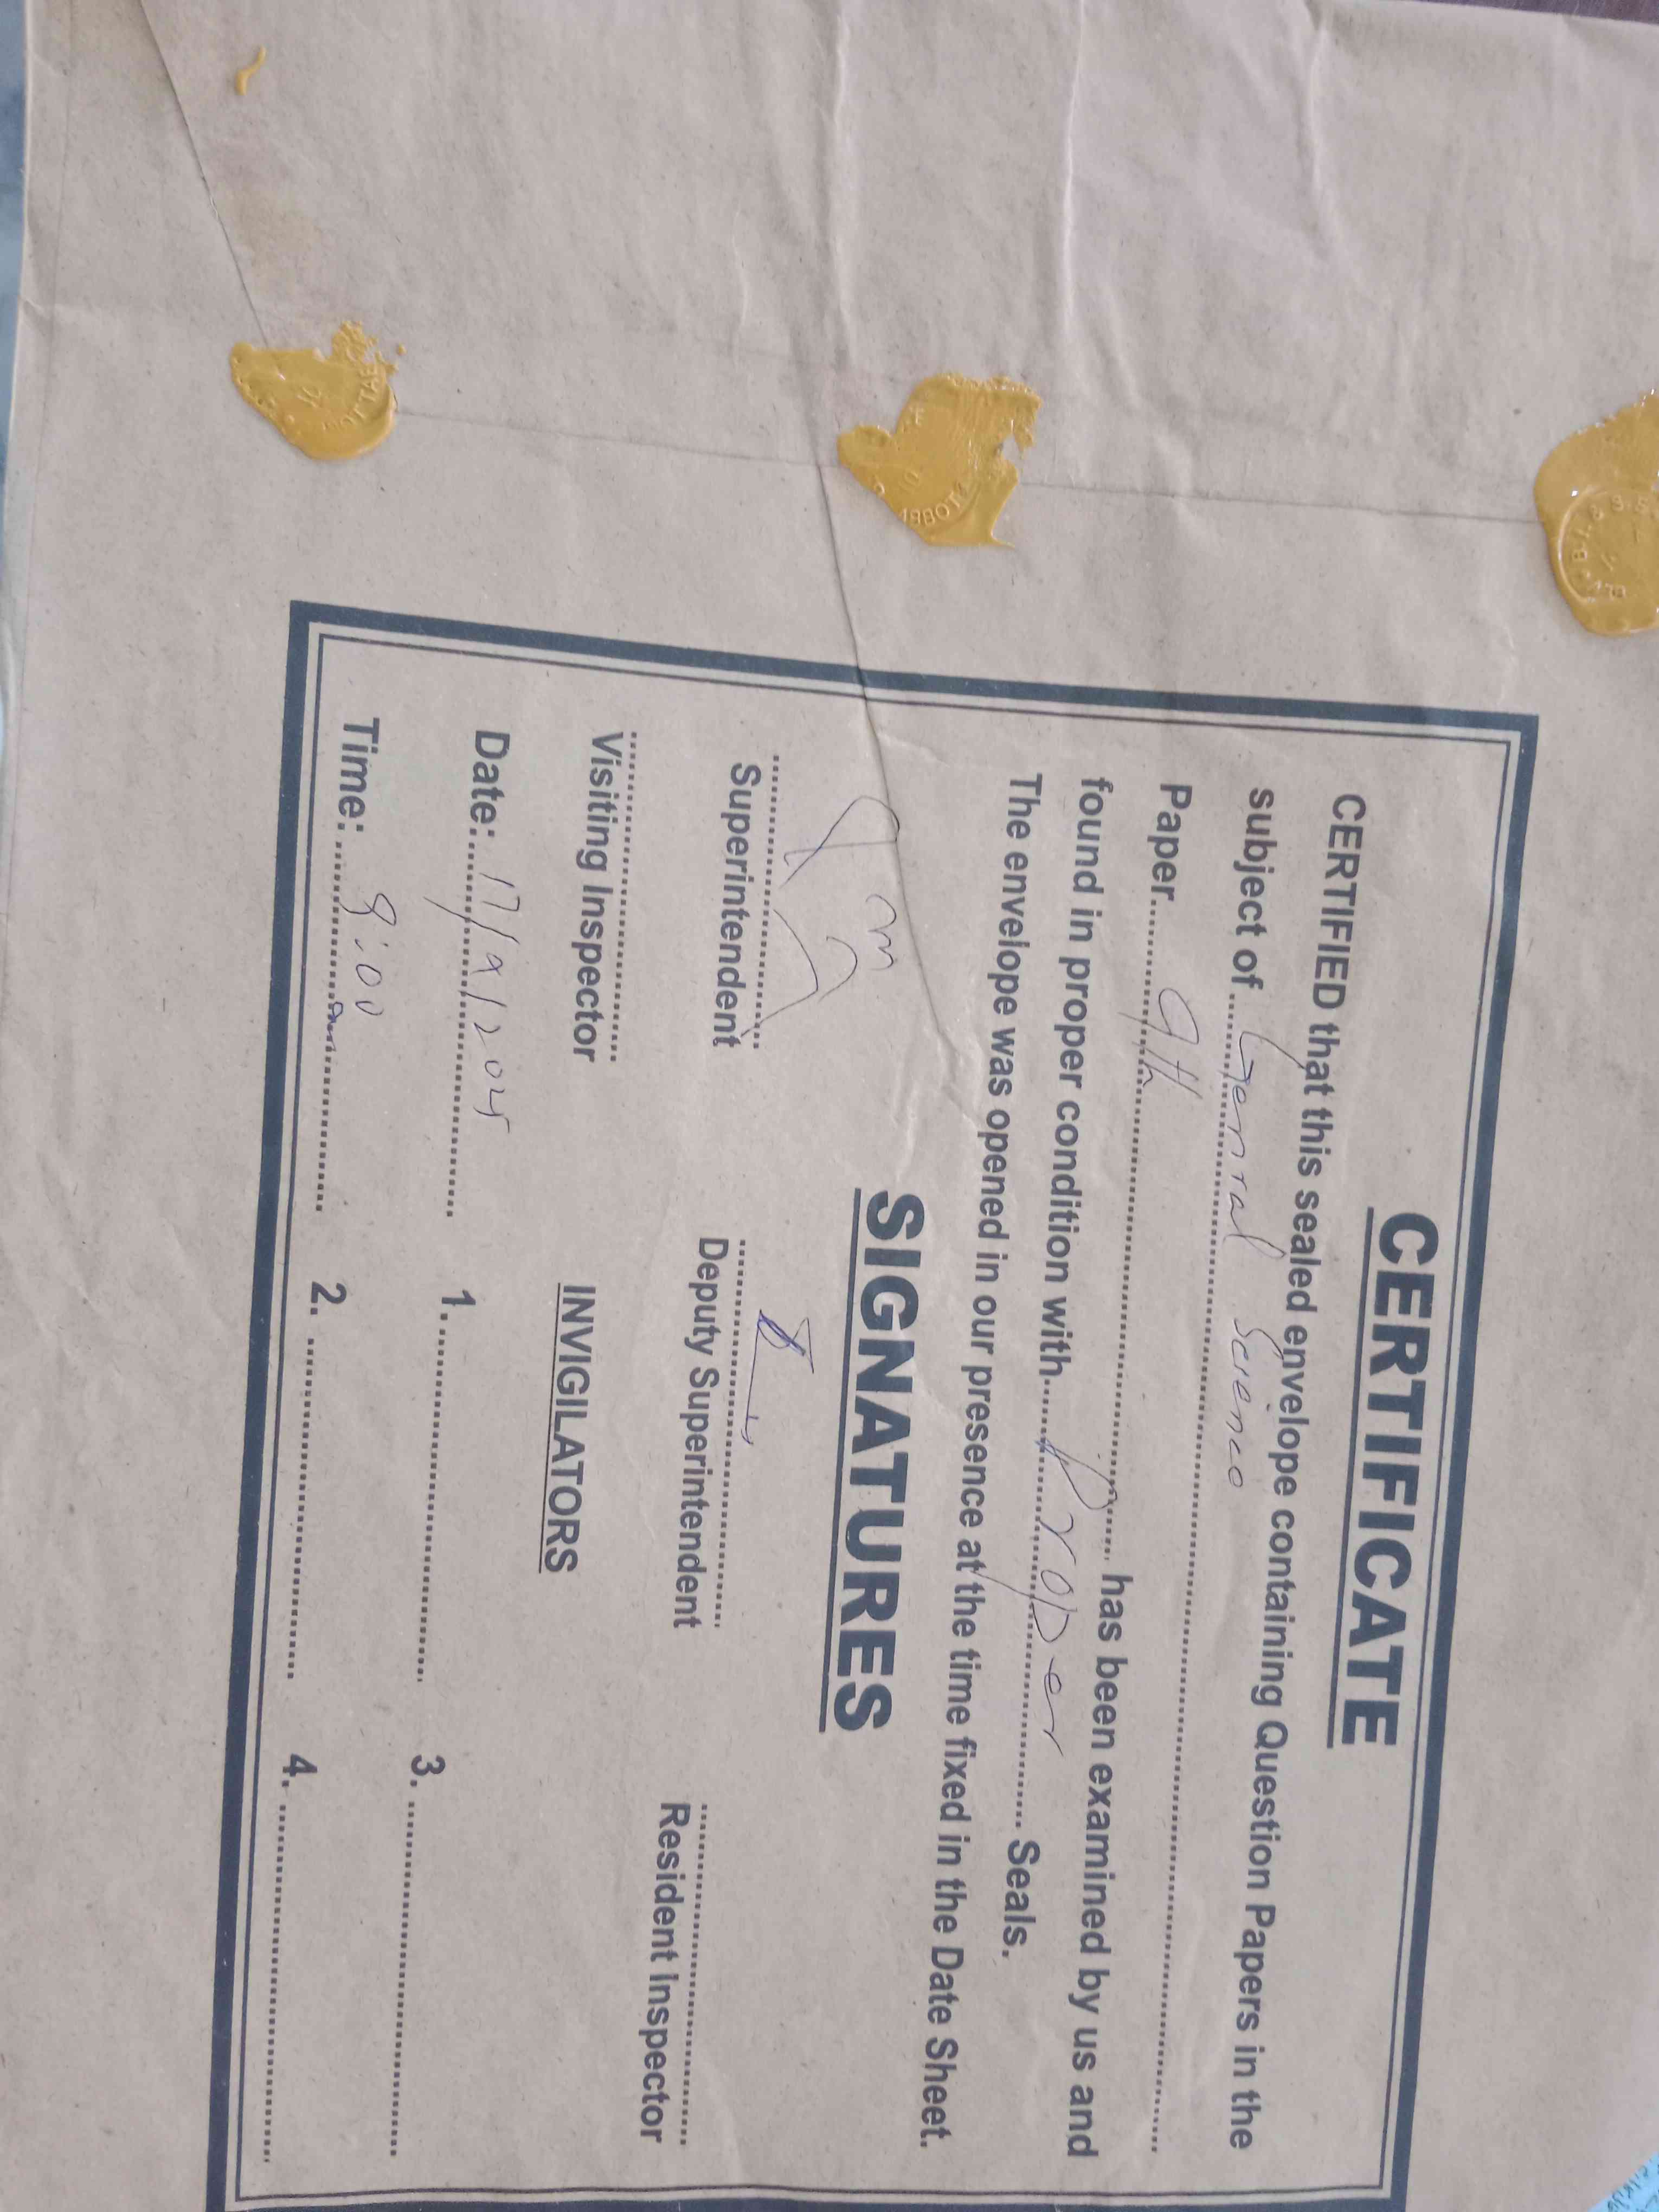 CERTIFICATE
CERTIFIED that this sealed envelope containing Question Papers in the
subject of Genral Science
Paper 9th
has been examined by us and
found in proper condition with Proper Seals.
The envelope was opened in our presence at the time fixed in the Date Sheet.
SIGNATURES
Superintendent Deputy Superintendent Resident Inspector
Visiting Inspector INVIGILATORS
Date: 17/9/2025 1. 3.
Time: 9:00 2. 4.